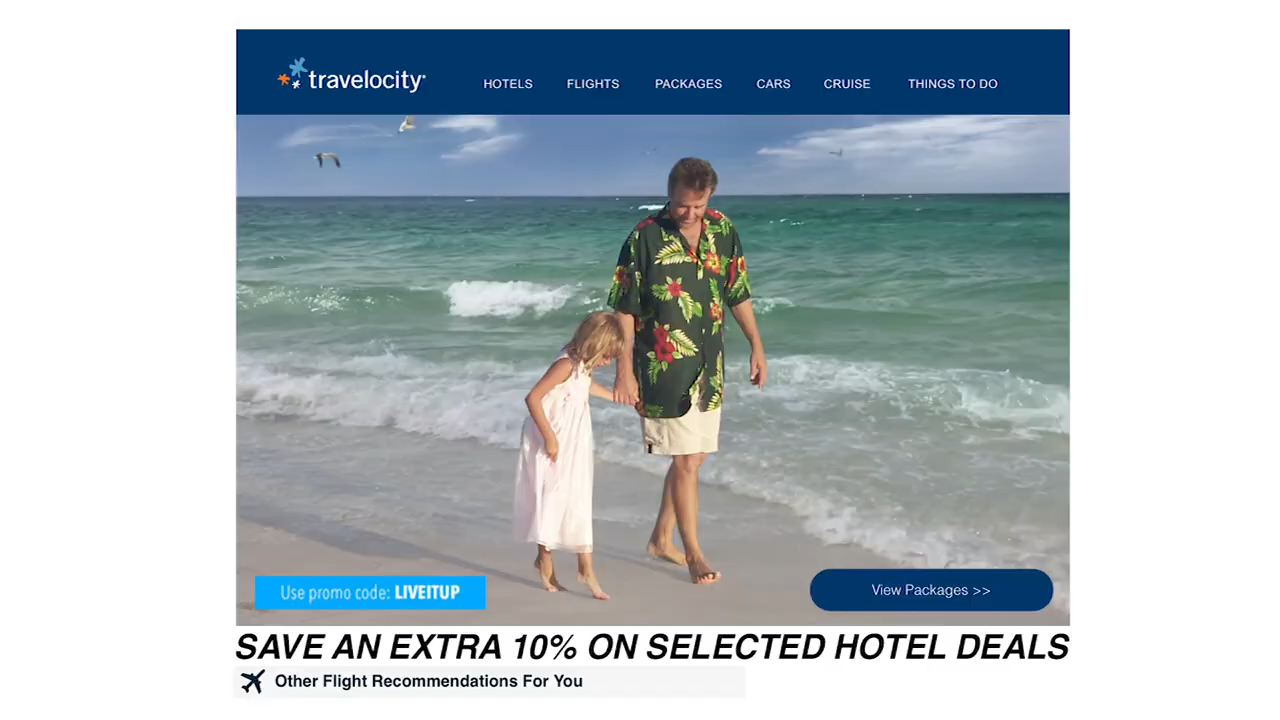 travelocity
HOTELS FLIGHTS PACKAGES CARS CRUISE THINGS TO DO
Use promo code: LIVEITUP
View Packages >>
SAVE AN EXTRA 10% ON SELECTED HOTEL DEALS
Other Flight Recommendations For You